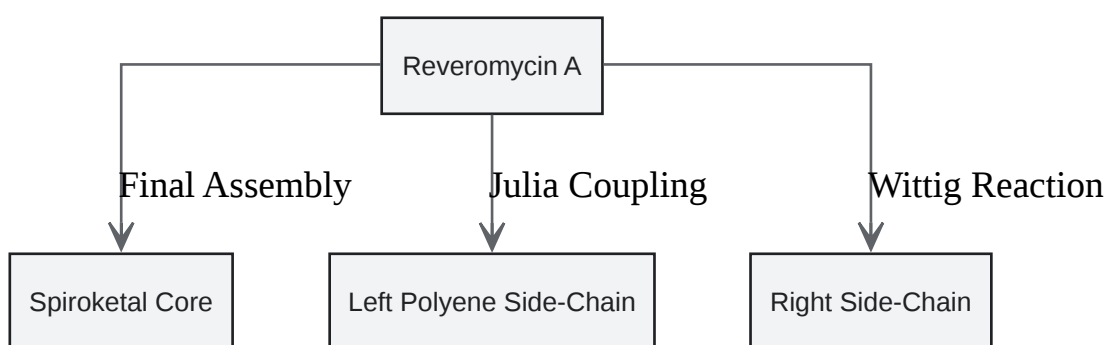 Reveromycin A
Final Assembly
Julia Coupling
Wittig Reaction
Spiroketal Core
Left Polyene Side-Chain
Right Side-Chain